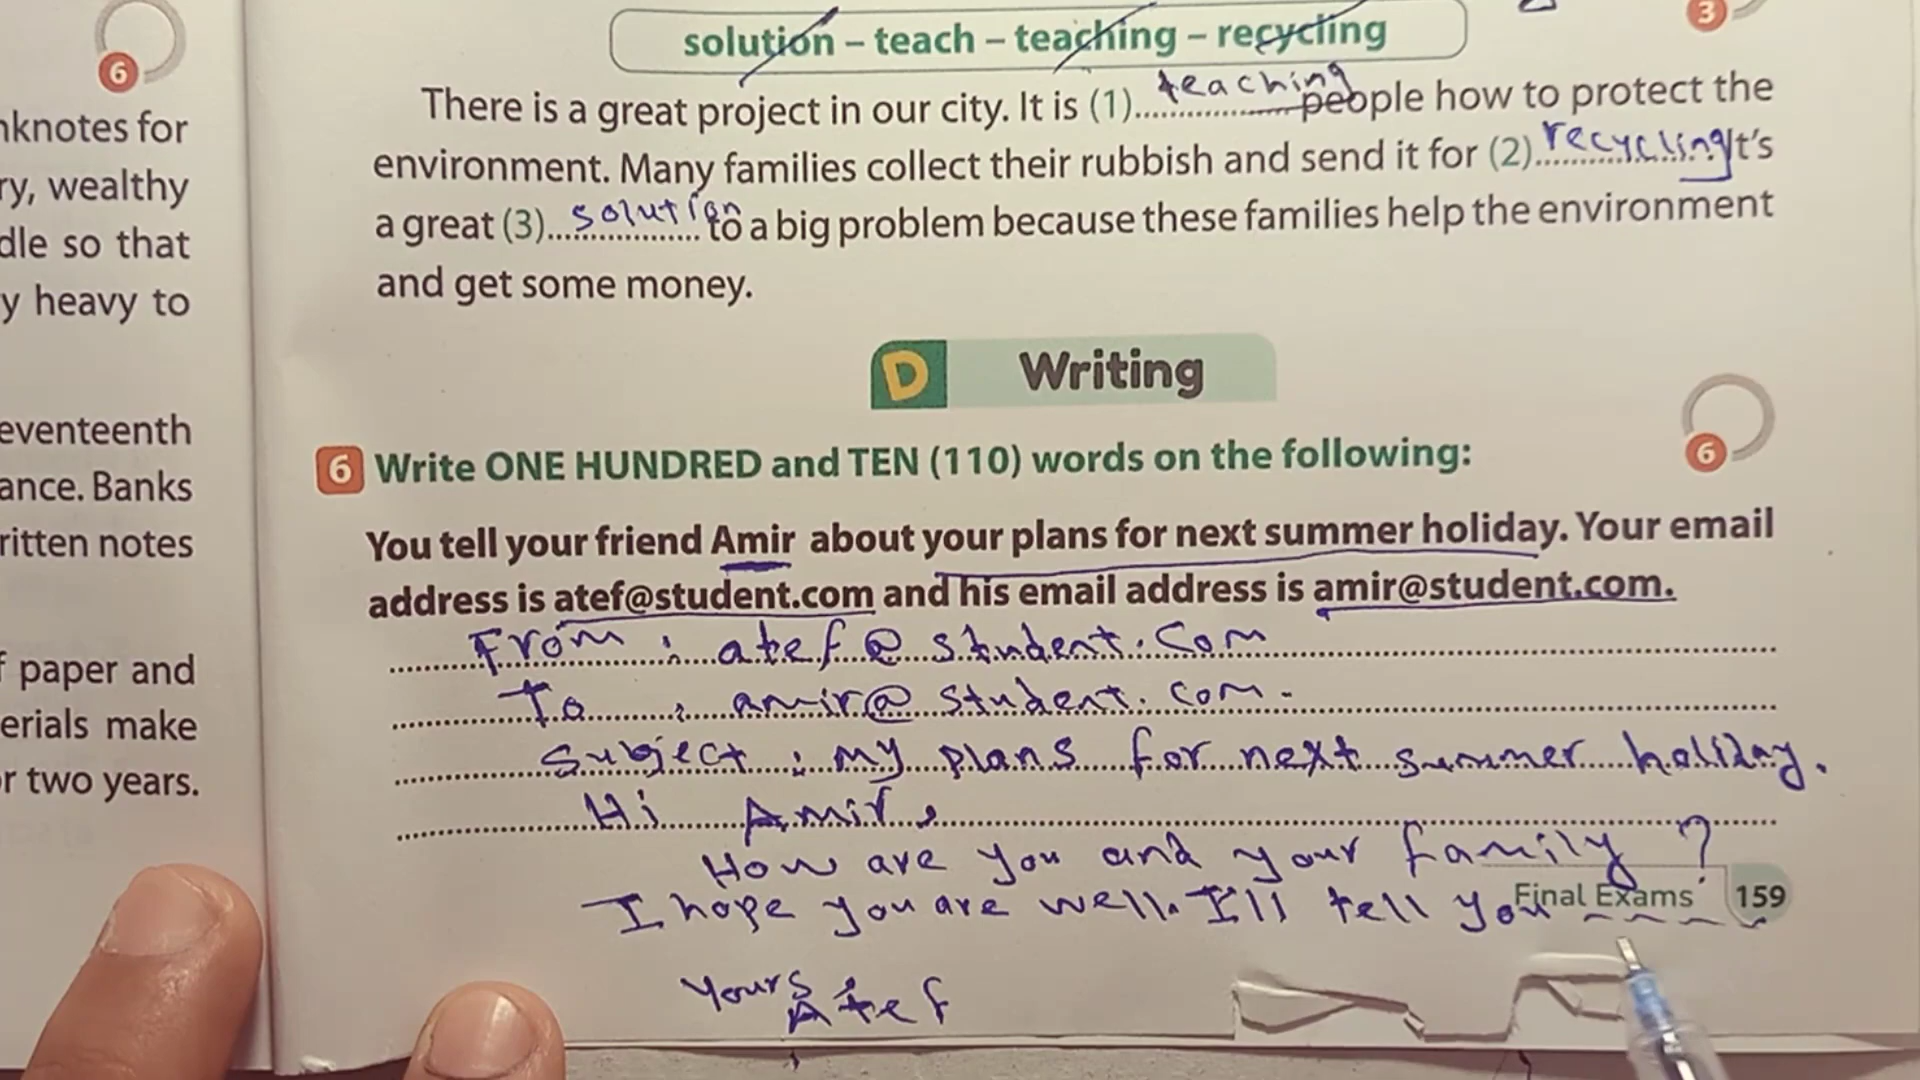 solution – teach – teaching – recycling
3
6
There is a great project in our city. It is (1)..... teaching people how to protect the
environment. Many families collect their rubbish and send it for (2)..... recycling It's
a great (3)..... solution to a big problem because these families help the environment
and get some money.
nknotes for
ry, wealthy
dle so that
y heavy to
eventeenth
ance. Banks
ritten notes
f paper and
erials make
r two years.
D Writing
6
6 Write ONE HUNDRED and TEN (110) words on the following:
You tell your friend Amir about your plans for next summer holiday. Your email
address is atef@student.com and his email address is amir@student.com.
From : atef@student.com
To : amir@student.com.
Subject : my plans for next summer holiday.
Hi Amir,
How are you and your family ?
I hope you are well. I'll tell you
Final Exams 159
Yours
Atef